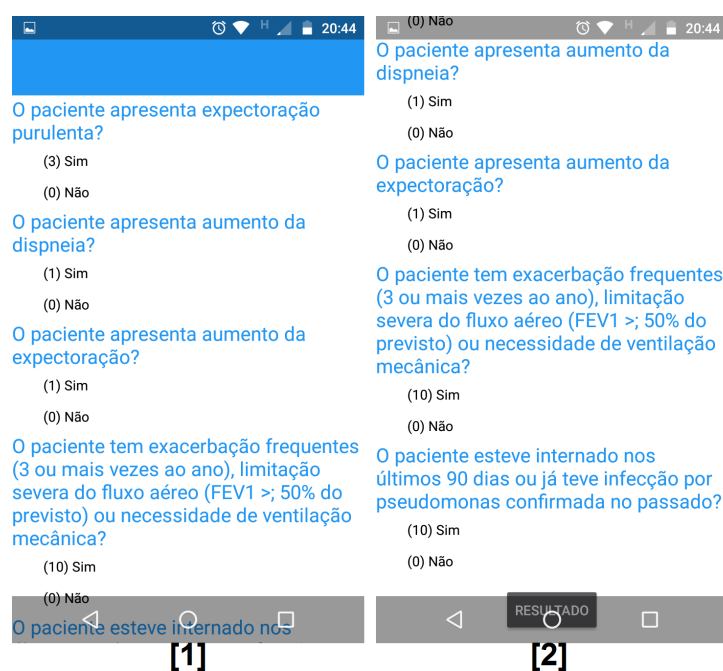 H 20:44
O paciente apresenta expectoração
purulenta?
(3) Sim
(0) Não
O paciente apresenta aumento da
dispneia?
(1) Sim
(0) Não
O paciente apresenta aumento da
expectoração?
(1) Sim
(0) Não
O paciente tem exacerbação frequentes
(3 ou mais vezes ao ano), limitação
severa do fluxo aéreo (FEV1 >; 50% do
previsto) ou necessidade de ventilação
mecânica?
(10) Sim
(0) Não
O paciente esteve internado nos
[1]
(0) Não
H 20:44
O paciente apresenta aumento da
dispneia?
(1) Sim
(0) Não
O paciente apresenta aumento da
expectoração?
(1) Sim
(0) Não
O paciente tem exacerbação frequentes
(3 ou mais vezes ao ano), limitação
severa do fluxo aéreo (FEV1 >; 50% do
previsto) ou necessidade de ventilação
mecânica?
(10) Sim
(0) Não
O paciente esteve internado nos
últimos 90 dias ou já teve infecção por
pseudomonas confirmada no passado?
(10) Sim
(0) Não
RESULTADO
[2]